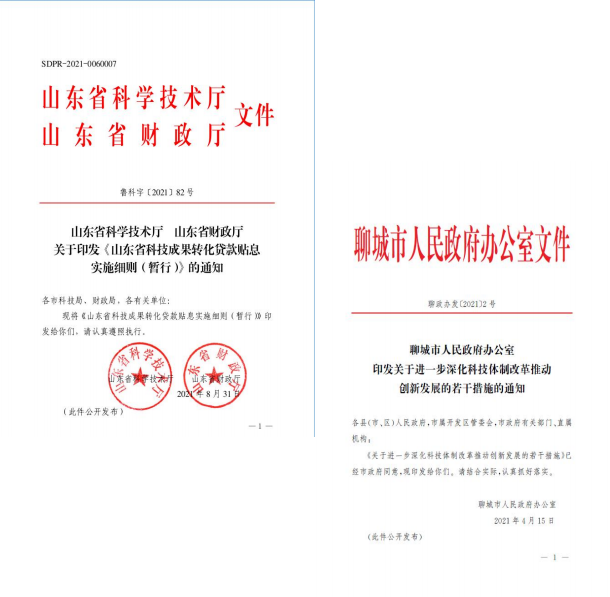 SDPR-2021-0060007
山东省科学技术厅
山东省财政厅
文件
鲁科字〔2021〕82号
山东省科学技术厅 山东省财政厅
关于印发《山东省科技成果转化贷款贴息
实施细则(暂行)》的通知
各市科技局、财政局,各有关单位:
现将《山东省科技成果转化贷款贴息实施细则(暂行)》印
发给你们,请认真遵照执行。
山东省科学技术厅 山东省财政厅
山东省科学技术厅 山东省财政厅
2021年8月31日
(此件公开发布)
— 1 —
聊城市人民政府办公室文件
聊政办发〔2021〕2号
聊城市人民政府办公室
印发关于进一步深化科技体制改革推动
创新发展的若干措施的通知
各县(市、区)人民政府,市属开发区管委会,市政府有关部门、直属
机构:
《关于进一步深化科技体制改革推动创新发展的若干措施》已
经市政府同意,现印发给你们。请结合实际,认真抓好落实。
聊城市人民政府办公室
2021年4月15日
(此件公开发布)
— 1 —